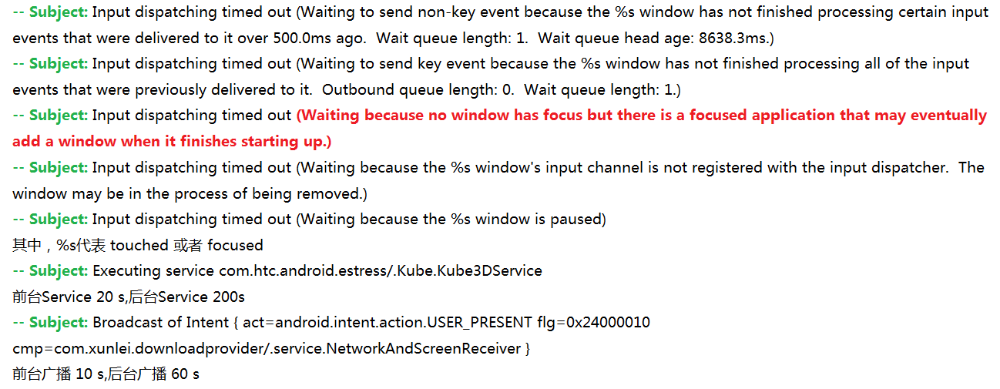 -- Subject: Input dispatching timed out (Waiting to send non-key event because the %s window has not finished processing certain input
events that were delivered to it over 500.0ms ago.  Wait queue length: 1.  Wait queue head age: 8638.3ms.)
-- Subject: Input dispatching timed out (Waiting to send key event because the %s window has not finished processing all of the input
events that were previously delivered to it.  Outbound queue length: 0.  Wait queue length: 1.)
-- Subject: Input dispatching timed out (Waiting because no window has focus but there is a focused application that may eventually
add a window when it finishes starting up.)
-- Subject: Input dispatching timed out (Waiting because the %s window's input channel is not registered with the input dispatcher.  The
window may be in the process of being removed.)
-- Subject: Input dispatching timed out (Waiting because the %s window is paused)
其中，%s代表 touched 或者 focused
-- Subject: Executing service com.htc.android.estress/.Kube.Kube3DService
前台Service 20 s,后台Service 200s
-- Subject: Broadcast of Intent { act=android.intent.action.USER_PRESENT flg=0x24000010
cmp=com.xunlei.downloadprovider/.service.NetworkAndScreenReceiver }
前台广播 10 s,后台广播 60 s